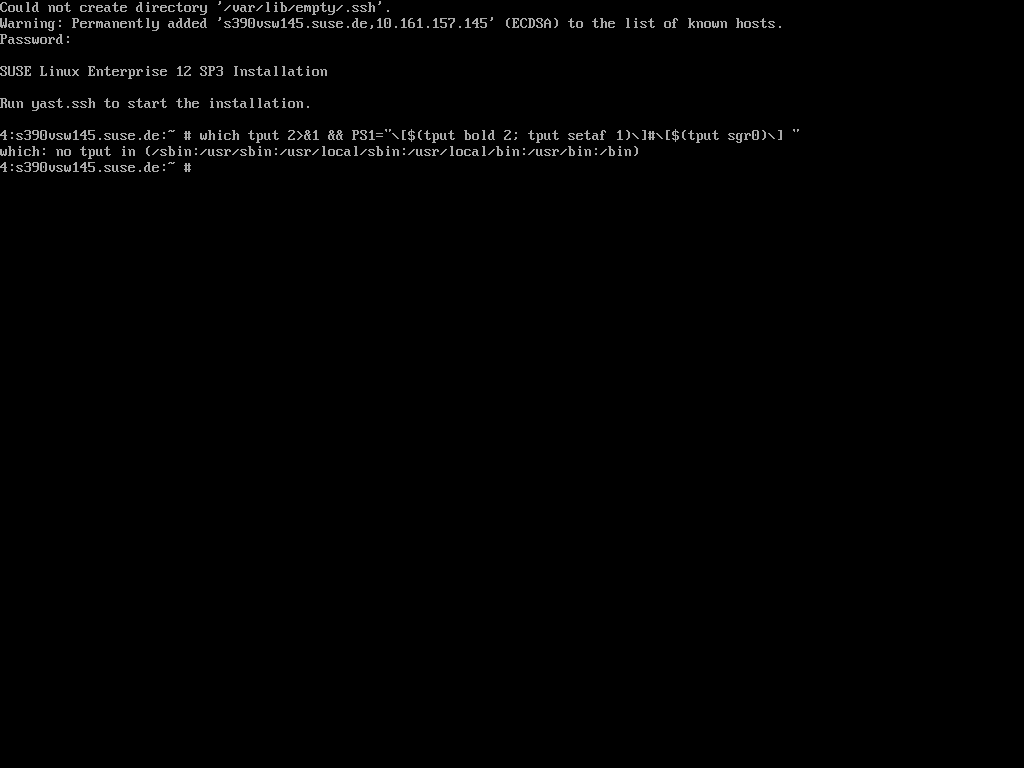 Could not create directory '/var/lib/empty/.ssh'.
Warning: Permanently added 's390vsw145.suse.de,10.161.157.145' (ECDSA) to the list of known hosts.
Password:
SUSE Linux Enterprise 12 SP3 Installation
Run yast.ssh to start the installation.
4:s390vsw145.suse.de:~ # which tput 2>&1 && PS1="\[$(tput bold 2; tput setaf 1)\]#\[$(tput sgr0)\] "
which: no tput in (/sbin:/usr/sbin:/usr/local/sbin:/usr/local/bin:/usr/bin:/bin)
4:s390vsw145.suse.de:~ #